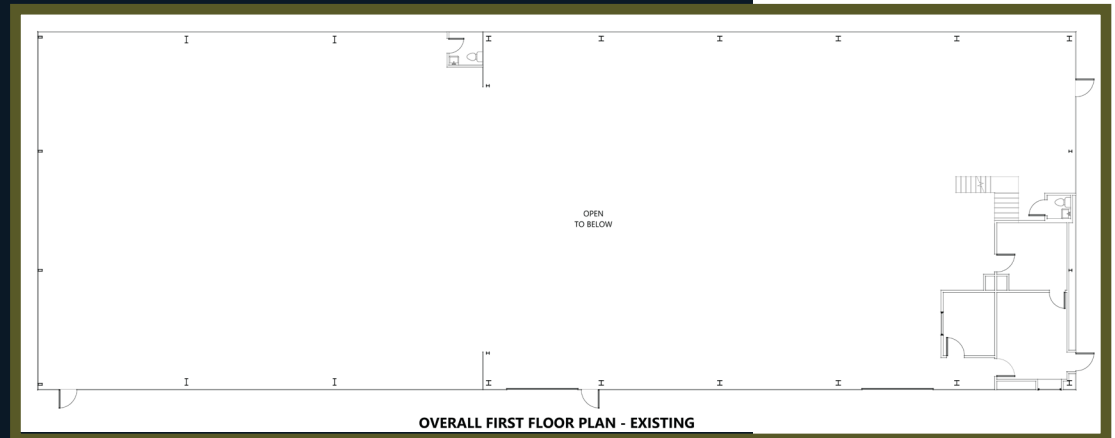 OPEN
TO BELOW
OVERALL FIRST FLOOR PLAN - EXISTING